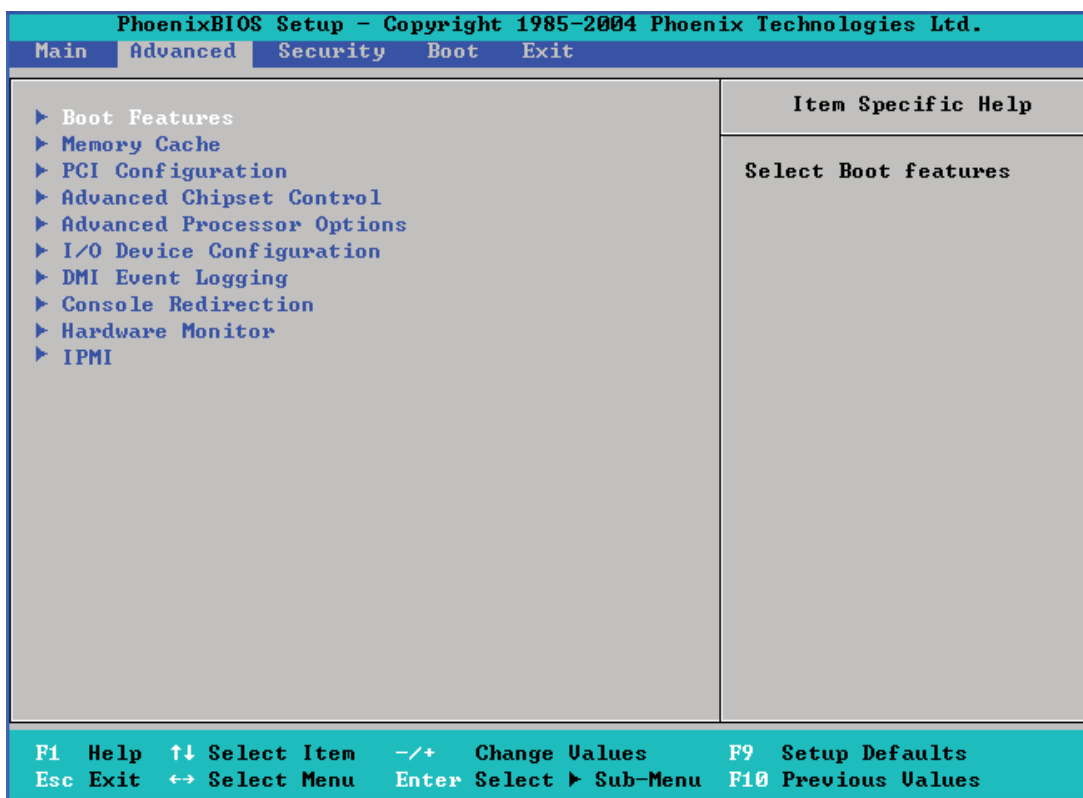 PhoenixBIOS Setup – Copyright 1985–2004 Phoenix Technologies Ltd.
Main Advanced Security Boot Exit
▶ Boot Features
▶ Memory Cache
▶ PCI Configuration
▶ Advanced Chipset Control
▶ Advanced Processor Options
▶ I/O Device Configuration
▶ DMI Event Logging
▶ Console Redirection
▶ Hardware Monitor
▶ IPMI
Item Specific Help
Select Boot features
F1 Help ↑↓ Select Item -/+ Change Values F9 Setup Defaults
Esc Exit ↔ Select Menu Enter Select ▶ Sub-Menu F10 Previous Values